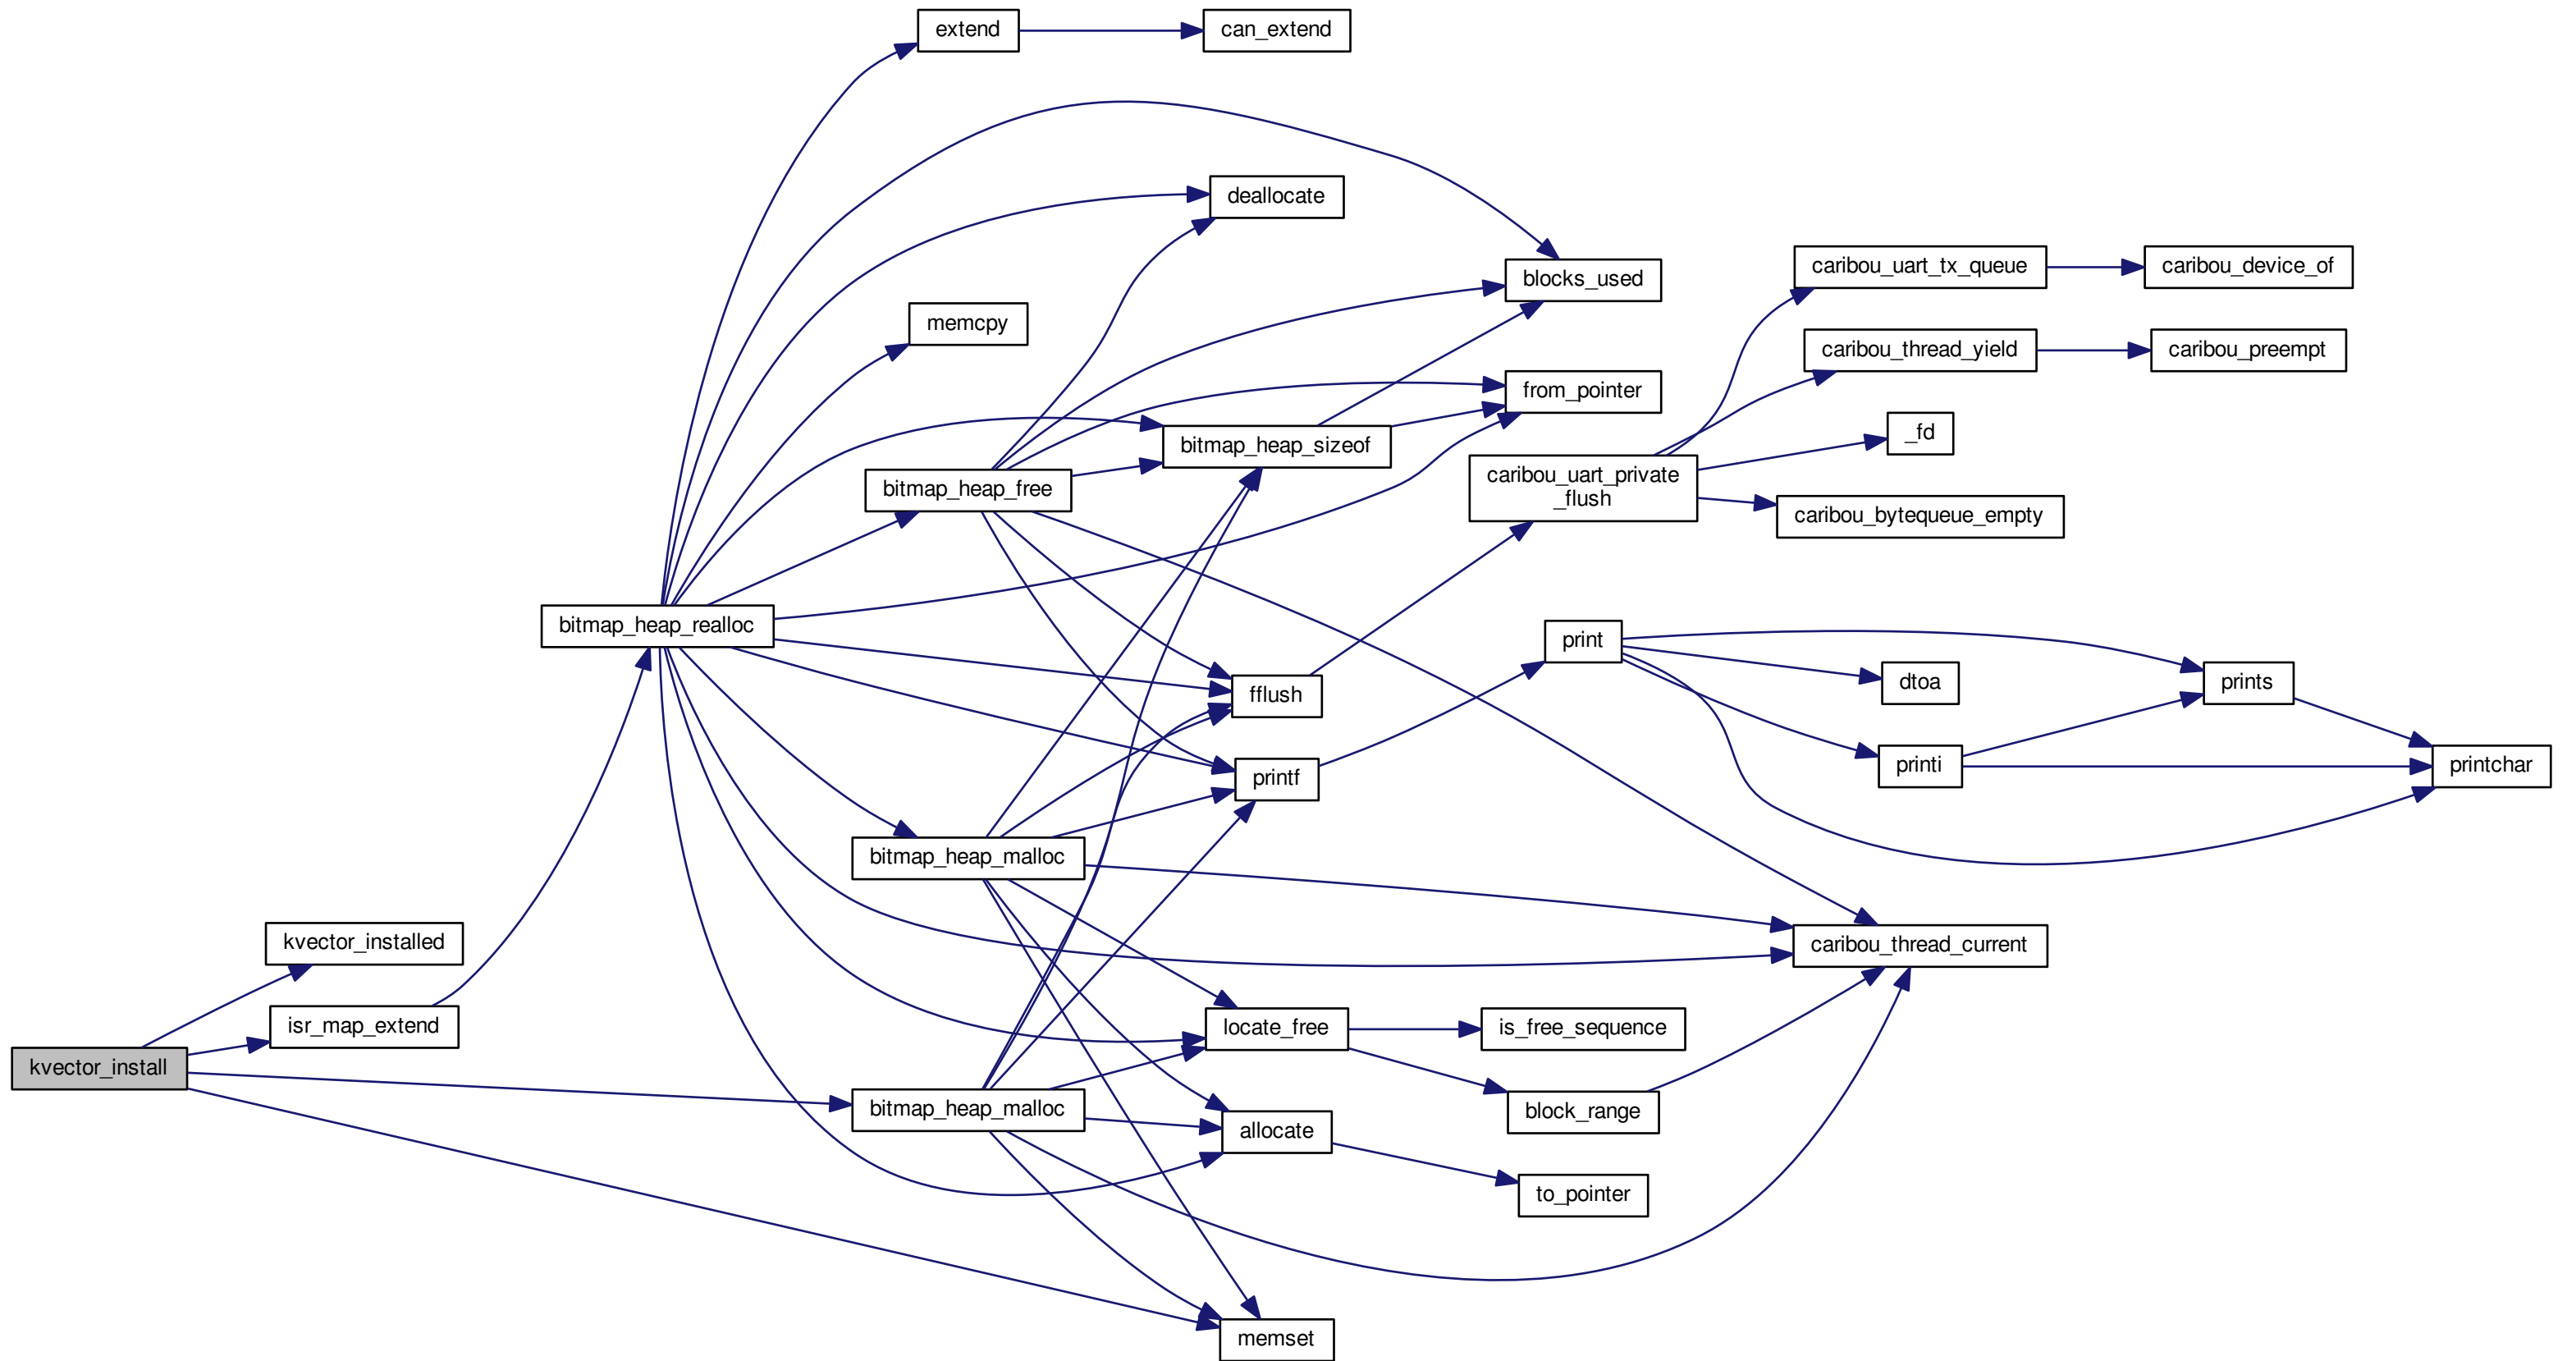 extend
can_extend
deallocate
blocks_used
caribou_uart_tx_queue
caribou_device_of
memcpy
caribou_thread_yield
caribou_preempt
from_pointer
bitmap_heap_sizeof
_fd
bitmap_heap_free
caribou_uart_private
_flush
caribou_bytequeue_empty
bitmap_heap_realloc
print
fflush
dtoa
prints
printf
printi
printchar
bitmap_heap_malloc
kvector_installed
caribou_thread_current
isr_map_extend
locate_free
is_free_sequence
kvector_install
bitmap_heap_malloc
block_range
allocate
to_pointer
memset